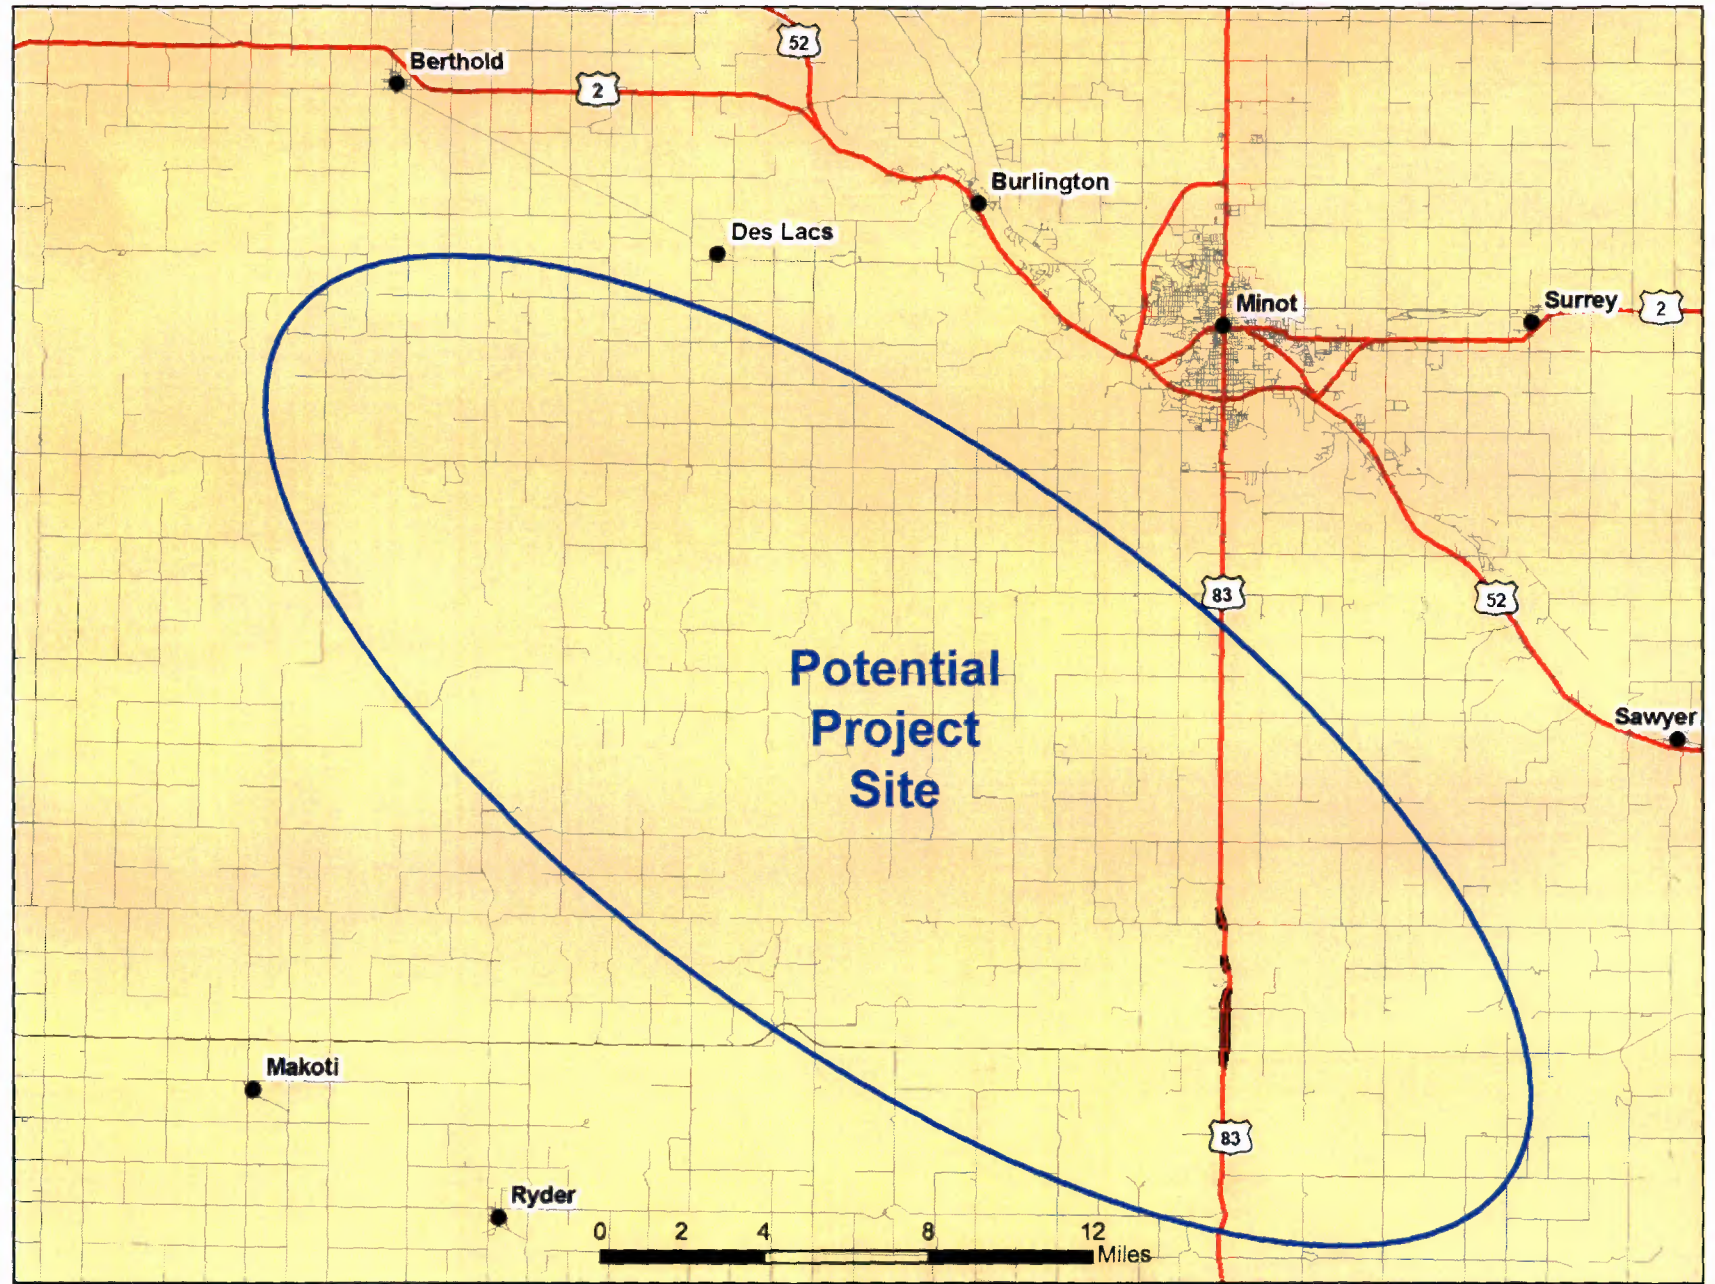 52
Berthold
2
Burlington
Des Lacs
Minot
Surrey
2
83
52
Potential
Project
Site
Sawyer
Makoti
83
Ryder
0 2 4 8 12
Miles